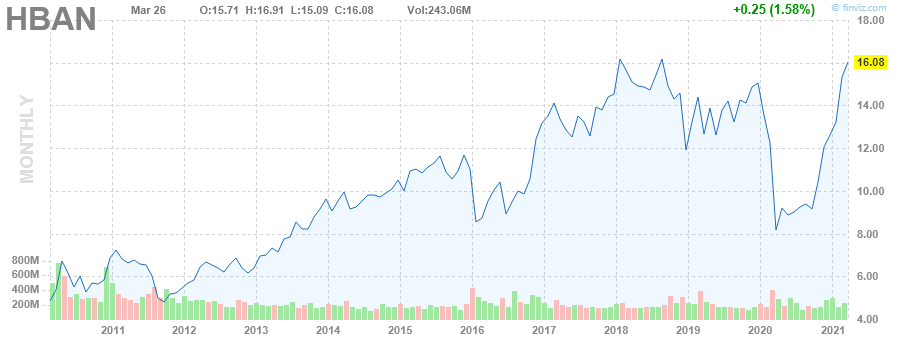 HBAN Mar 26 O:15.71 H:16.91 L:15.09 C:16.08 Vol:243.06M +0.25 (1.58%) © finviz.com
MONTHLY
18.00
16.08
14.00
12.00
10.00
8.00
6.00
4.00
800M
600M
400M
200M
2011 2012 2013 2014 2015 2016 2017 2018 2019 2020 2021